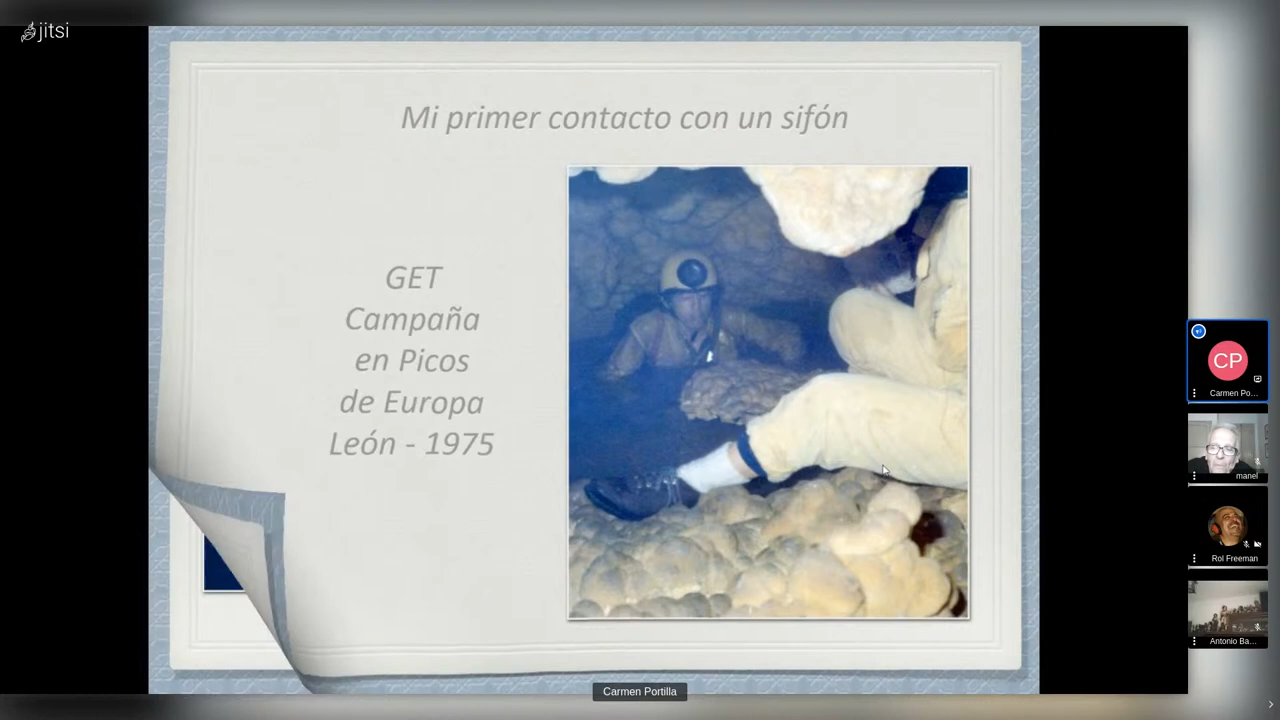 jitsi
Mi primer contacto con un sifón
GET
Campaña
en Picos
de Europa
León - 1975
CP
Carmen Po...
manel
Rol Freeman
Antonio Ba...
Carmen Portilla